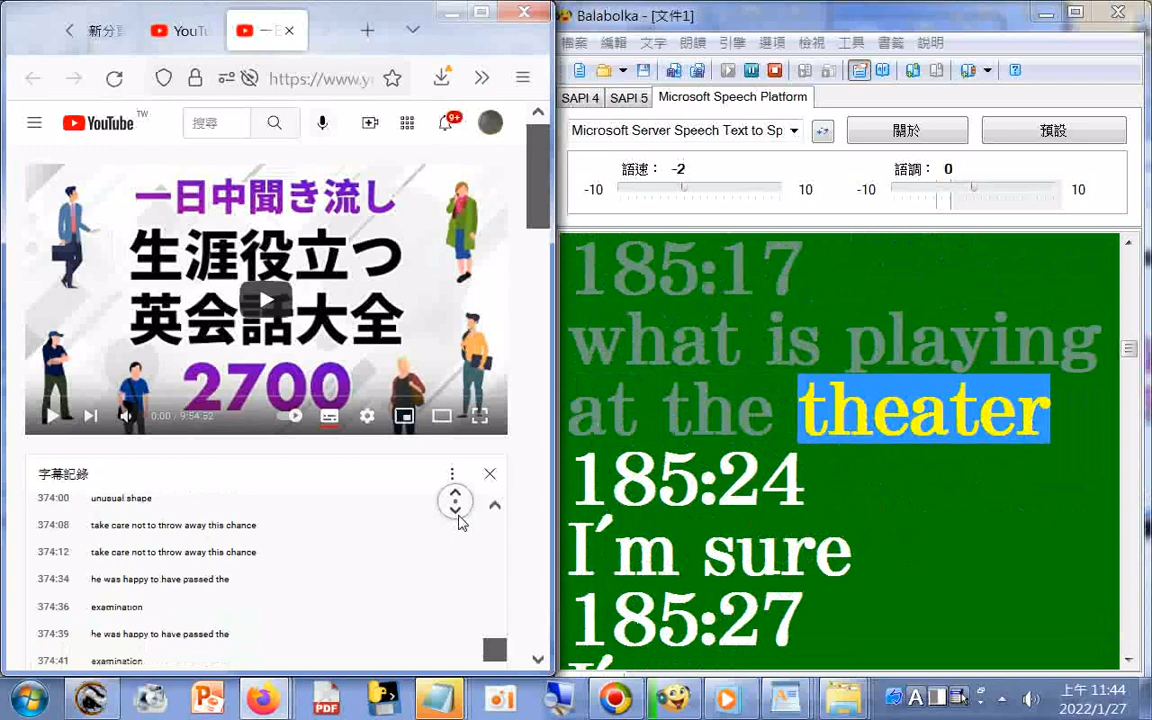 新分
YouTu
一E
https://www.y
TW
YouTube
搜尋
9+
一日中聞き流し
生涯役立つ
英会話大全
2700
0:00 / 9:54:32
字幕記錄
374:00 unusual shape
374:08 take care not to throw away this chance
374:12 take care not to throw away this chance
374:34 he was happy to have passed the
374:36 examination
374:39 he was happy to have passed the
374:41 examination
Balabolka - [文件1]
檔案 編輯 文字 朗讀 引擎 選項 檢視 工具 書籤 說明
SAPI 4 SAPI 5 Microsoft Speech Platform
Microsoft Server Speech Text to Sp
關於 預設
語速： -2 語調： 0
-10 10 -10 10
185:17
what is playing
at the theater
185:24
I'm sure
185:27
PDF
A
上午 11:44
2022/1/27